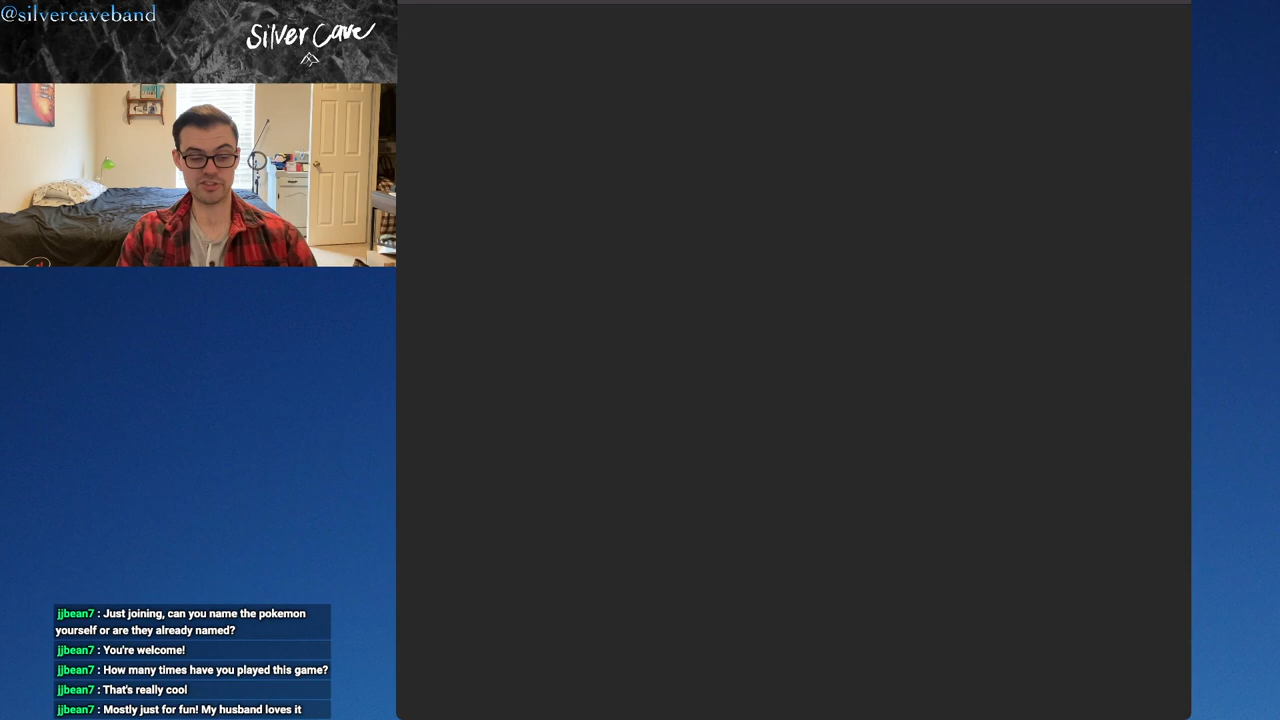 @silvercaveband
Silver Cave
jjbean7 : Just joining, can you name the pokemon
yourself or are they already named?
jjbean7 : You're welcome!
jjbean7 : How many times have you played this game?
jjbean7 : That's really cool
jjbean7 : Mostly just for fun! My husband loves it